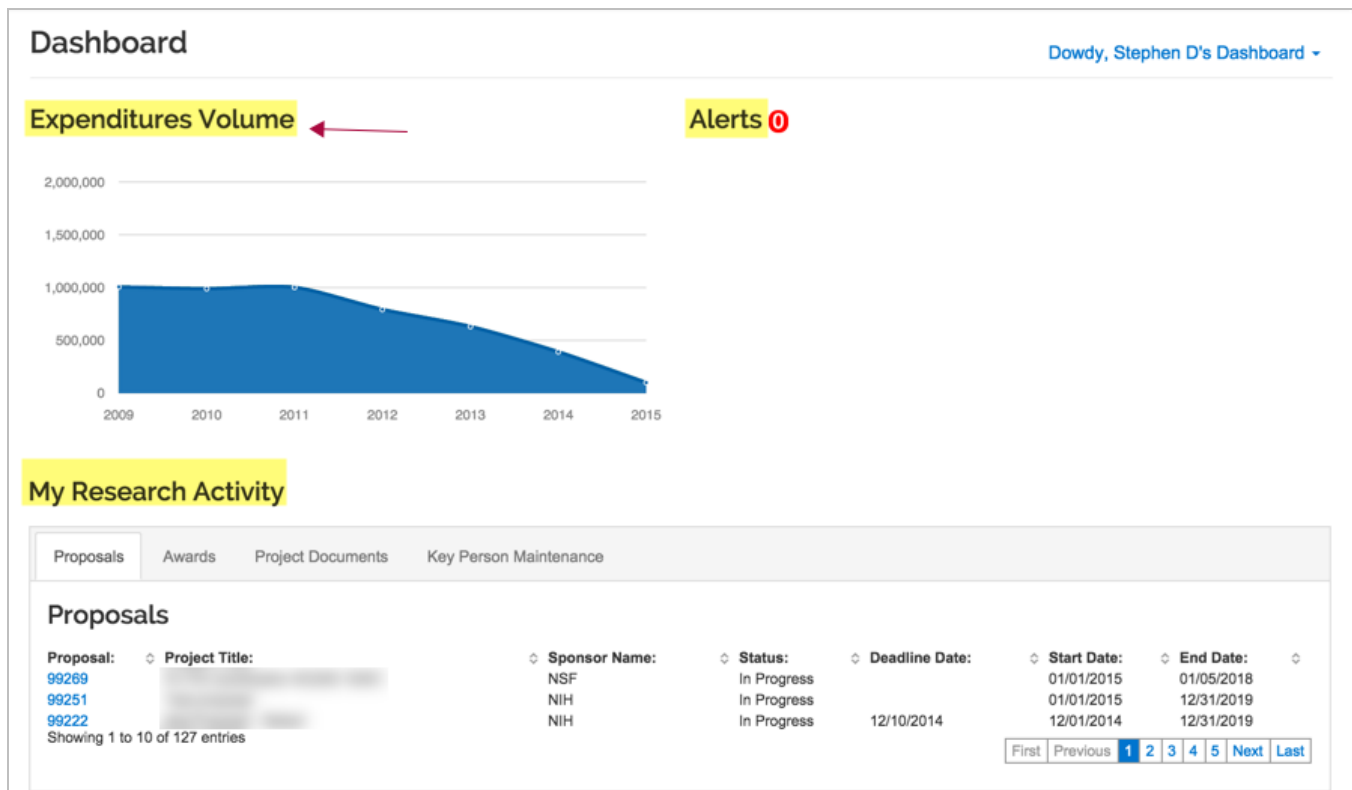 Dashboard
Dowdy, Stephen D's Dashboard
Expenditures Volume
Alerts 0
2,000,000
1,500,000
1,000,000
500,000
0
2009 2010 2011 2012 2013 2014 2015
My Research Activity
Proposals Awards Project Documents Key Person Maintenance
Proposals
Proposal: Project Title: Sponsor Name: Status: Deadline Date: Start Date: End Date:
99269 NSF In Progress 01/01/2015 01/05/2018
99251 NIH In Progress 01/01/2015 12/31/2019
99222 NIH In Progress 12/10/2014 12/01/2014 12/31/2019
Showing 1 to 10 of 127 entries
First Previous 1 2 3 4 5 Next Last